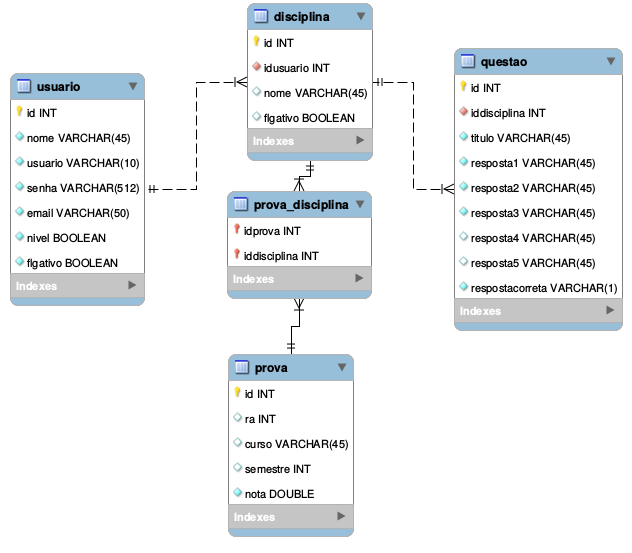 disciplina
id INT
idusuario INT
nome VARCHAR(45)
flgativo BOOLEAN
Indexes
usuario
id INT
nome VARCHAR(45)
usuario VARCHAR(10)
senha VARCHAR(512)
email VARCHAR(50)
nivel BOOLEAN
flgativo BOOLEAN
Indexes
questao
id INT
iddisciplina INT
titulo VARCHAR(45)
resposta1 VARCHAR(45)
resposta2 VARCHAR(45)
resposta3 VARCHAR(45)
resposta4 VARCHAR(45)
resposta5 VARCHAR(45)
respostacorreta VARCHAR(1)
Indexes
prova_disciplina
idprova INT
iddisciplina INT
Indexes
prova
id INT
ra INT
curso VARCHAR(45)
semestre INT
nota DOUBLE
Indexes